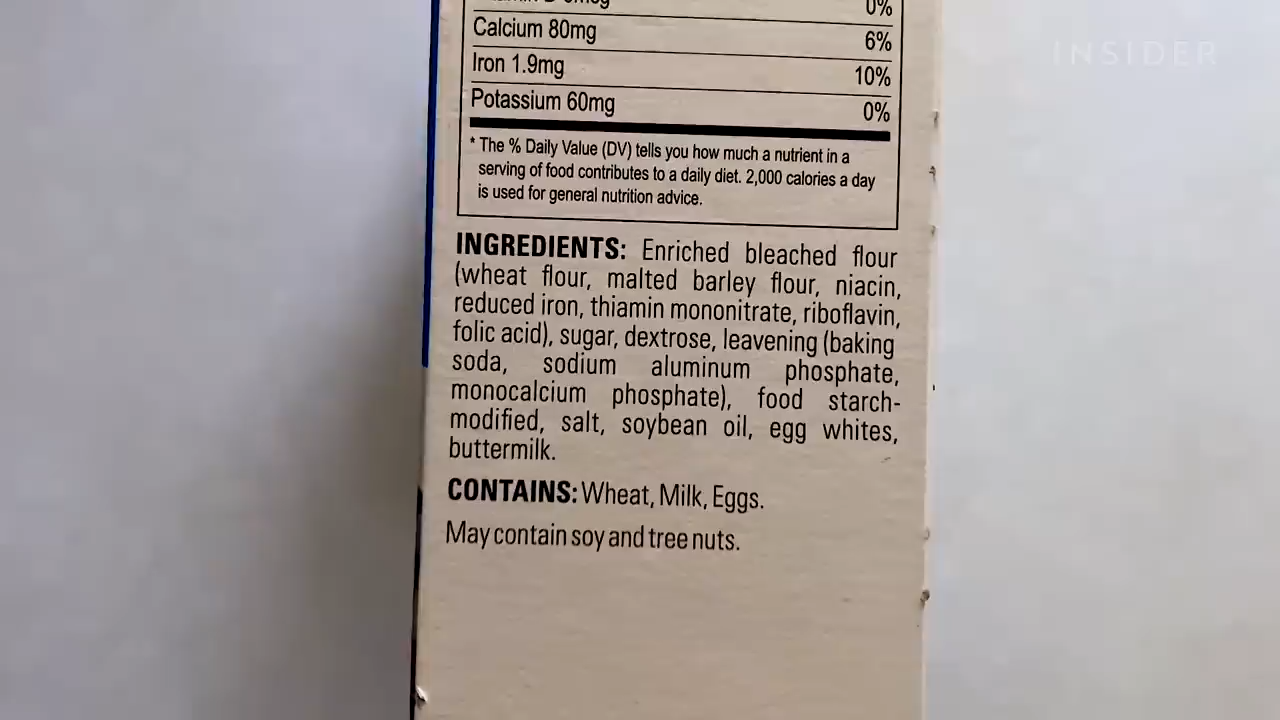 0%
Calcium 80mg 6%
INSIDER
Iron 1.9mg 10%
Potassium 60mg 0%
* The % Daily Value (DV) tells you how much a nutrient in a
serving of food contributes to a daily diet. 2,000 calories a day
is used for general nutrition advice.
INGREDIENTS: Enriched bleached flour
(wheat flour, malted barley flour, niacin,
reduced iron, thiamin mononitrate, riboflavin,
folic acid), sugar, dextrose, leavening (baking
soda, sodium aluminum phosphate,
monocalcium phosphate), food starch-
modified, salt, soybean oil, egg whites,
buttermilk.
CONTAINS: Wheat, Milk, Eggs.
May contain soy and tree nuts.